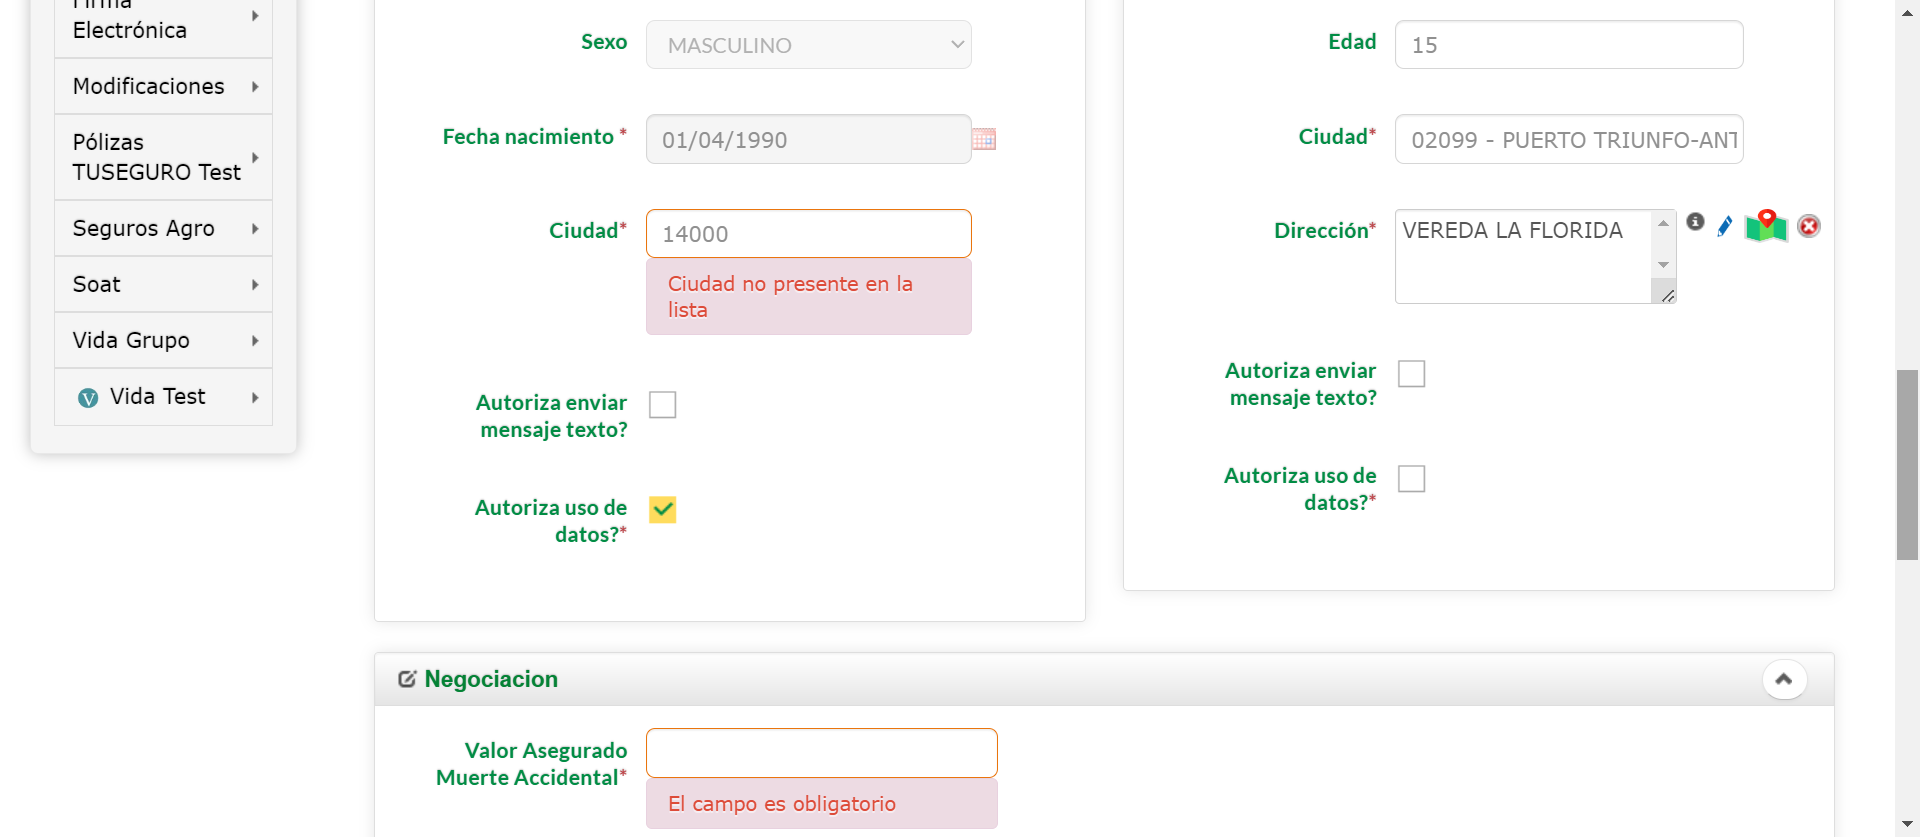 Firma
Electrónica
Modificaciones
Pólizas
TUSEGURO Test
Seguros Agro
Soat
Vida Grupo
V Vida Test
Sexo
MASCULINO
Fecha nacimiento *
01/04/1990
Ciudad*
14000
Ciudad no presente en la
lista
Autoriza enviar
mensaje texto?
Autoriza uso de
datos?*
Edad
15
Ciudad*
02099 - PUERTO TRIUNFO-ANT
Dirección*
VEREDA LA FLORIDA
Autoriza enviar
mensaje texto?
Autoriza uso de
datos?*
Negociacion
Valor Asegurado
Muerte Accidental*
El campo es obligatorio